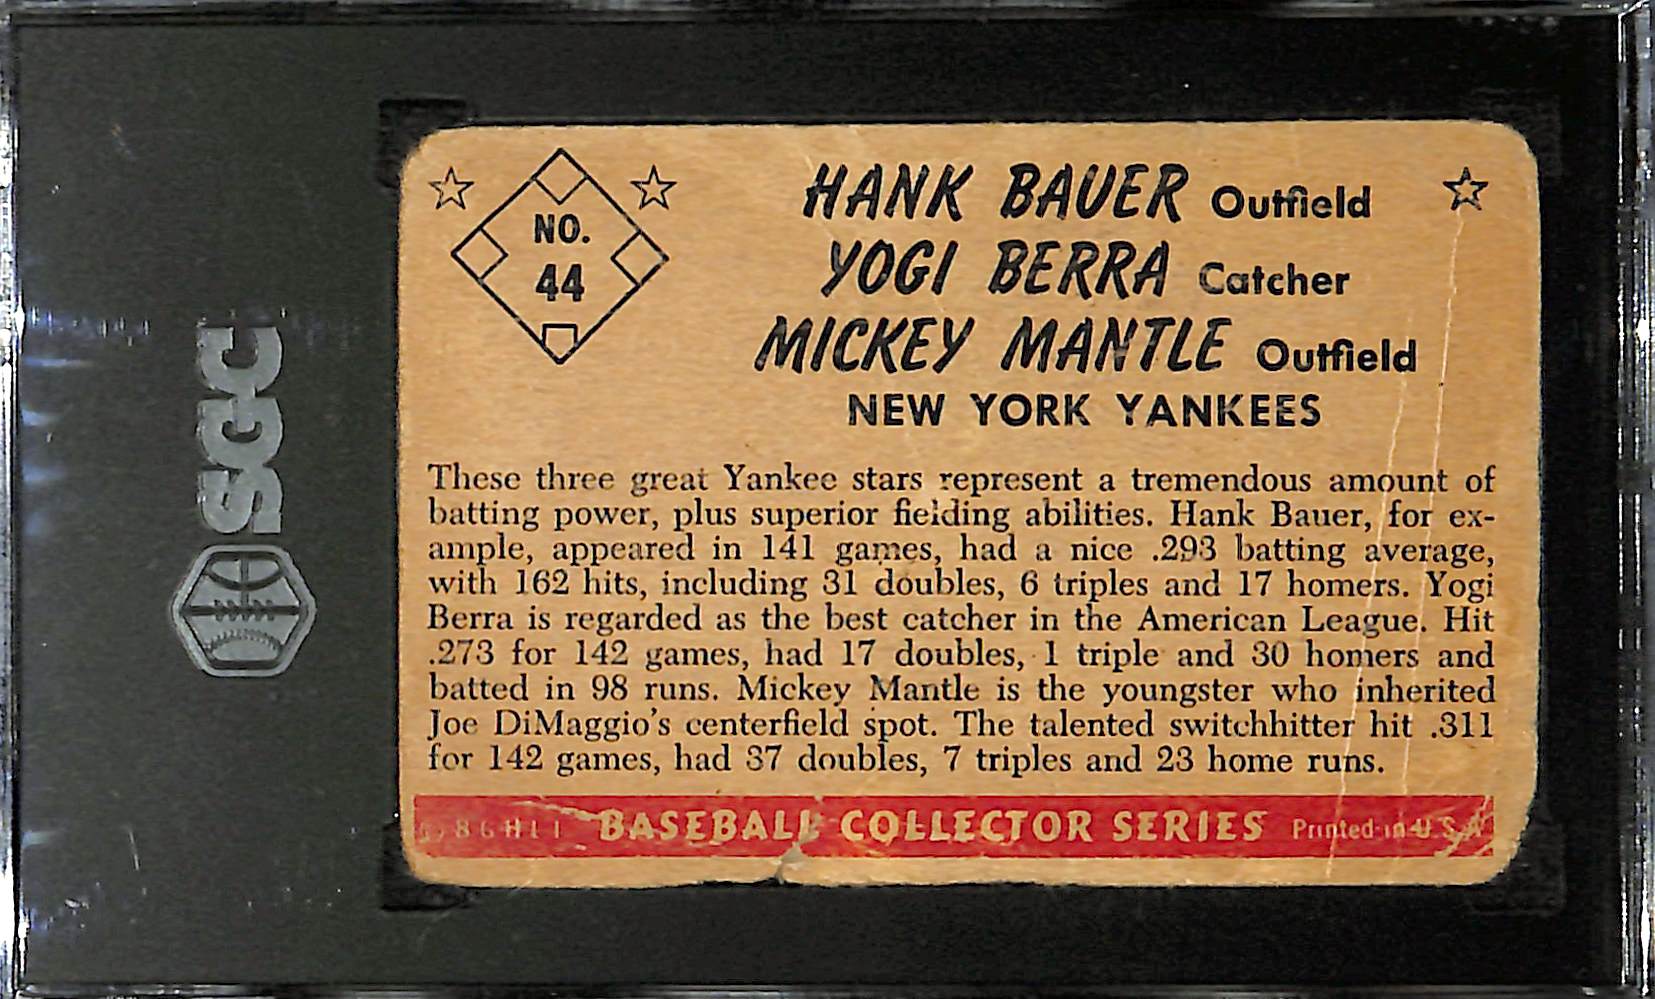 SGC
NO.
44
HANK BAUER Outfield
YOGI BERRA Catcher
MICKEY MANTLE Outfield
NEW YORK YANKEES
These three great Yankee stars represent a tremendous amount of
batting power, plus superior fielding abilities. Hank Bauer, for ex-
ample, appeared in 141 games, had a nice .293 batting average,
with 162 hits, including 31 doubles, 6 triples and 17 homers. Yogi
Berra is regarded as the best catcher in the American League. Hit
.273 for 142 games, had 17 doubles, 1 triple and 30 homers and
batted in 98 runs. Mickey Mantle is the youngster who inherited
Joe DiMaggio's centerfield spot. The talented switchhitter hit .311
for 142 games, had 37 doubles, 7 triples and 23 home runs.
BASEBALL COLLECTOR SERIES Printed in U.S.A.